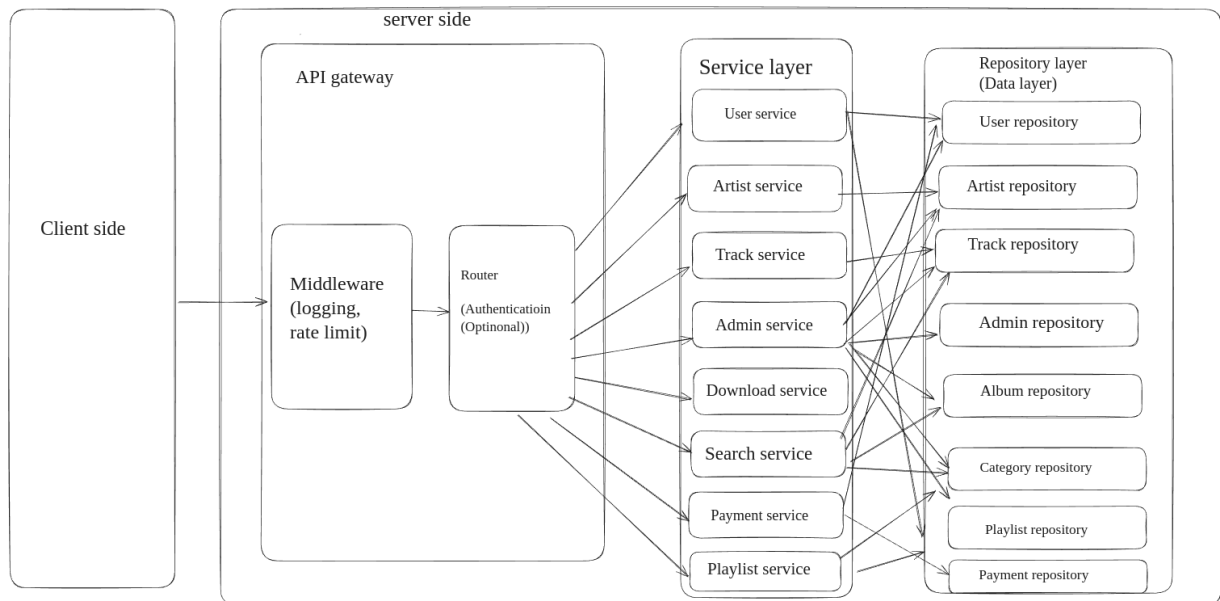 server side
API gateway
Client side
Middleware
(logging,
rate limit)
Router
(Authenticatioin
(Optinonal))
Service layer
User service
Artist service
Track service
Admin service
Download service
Search service
Payment service
Playlist service
Repository layer
(Data layer)
User repository
Artist repository
Track repository
Admin repository
Album repository
Category repository
Playlist repository
Payment repository